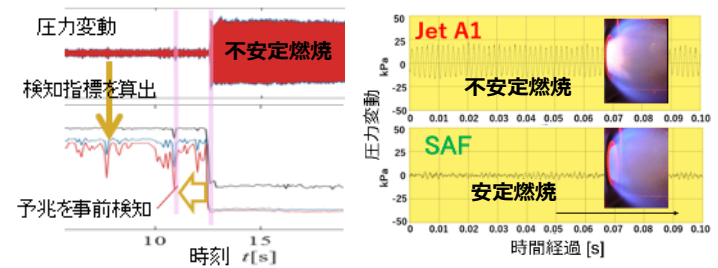 圧力変動
不安定燃焼
検知指標を算出
予兆を事前検知
10
15
時刻 t[s]
圧力変動
Jet A1
不安定燃焼
50
25
0
-25
-50
kPa
0 0.01 0.02 0.03 0.04 0.05 0.06 0.07 0.08 0.09 0.10
SAF
安定燃焼
50
25
0
-25
-50
kPa
0.0 0.01 0.02 0.03 0.04 0.05 0.06 0.07 0.08 0.09 0.10
時間経過 [s]